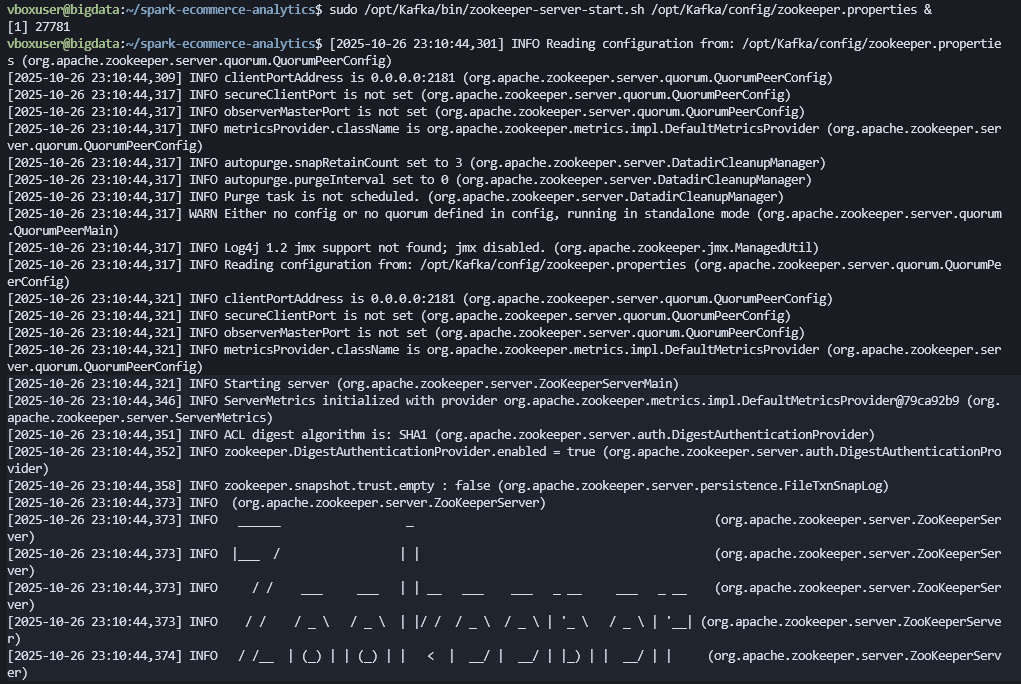 vboxuser@bigdata:~/spark-ecommerce-analytics$ sudo /opt/Kafka/bin/zookeeper-server-start.sh /opt/Kafka/config/zookeeper.properties &
[1] 27781
vboxuser@bigdata:~/spark-ecommerce-analytics$ [2025-10-26 23:10:44,301] INFO Reading configuration from: /opt/Kafka/config/zookeeper.propertie
s (org.apache.zookeeper.server.quorum.QuorumPeerConfig)
[2025-10-26 23:10:44,309] INFO clientPortAddress is 0.0.0.0:2181 (org.apache.zookeeper.server.quorum.QuorumPeerConfig)
[2025-10-26 23:10:44,317] INFO secureClientPort is not set (org.apache.zookeeper.server.quorum.QuorumPeerConfig)
[2025-10-26 23:10:44,317] INFO observerMasterPort is not set (org.apache.zookeeper.server.quorum.QuorumPeerConfig)
[2025-10-26 23:10:44,317] INFO metricsProvider.className is org.apache.zookeeper.metrics.impl.DefaultMetricsProvider (org.apache.zookeeper.ser
ver.quorum.QuorumPeerConfig)
[2025-10-26 23:10:44,317] INFO autopurge.snapRetainCount set to 3 (org.apache.zookeeper.server.DatadirCleanupManager)
[2025-10-26 23:10:44,317] INFO autopurge.purgeInterval set to 0 (org.apache.zookeeper.server.DatadirCleanupManager)
[2025-10-26 23:10:44,317] INFO Purge task is not scheduled. (org.apache.zookeeper.server.DatadirCleanupManager)
[2025-10-26 23:10:44,317] WARN Either no config or no quorum defined in config, running in standalone mode (org.apache.zookeeper.server.quorum
.QuorumPeerMain)
[2025-10-26 23:10:44,317] INFO Log4j 1.2 jmx support not found; jmx disabled. (org.apache.zookeeper.jmx.ManagedUtil)
[2025-10-26 23:10:44,317] INFO Reading configuration from: /opt/Kafka/config/zookeeper.properties (org.apache.zookeeper.server.quorum.QuorumPe
erConfig)
[2025-10-26 23:10:44,321] INFO clientPortAddress is 0.0.0.0:2181 (org.apache.zookeeper.server.quorum.QuorumPeerConfig)
[2025-10-26 23:10:44,321] INFO secureClientPort is not set (org.apache.zookeeper.server.quorum.QuorumPeerConfig)
[2025-10-26 23:10:44,321] INFO observerMasterPort is not set (org.apache.zookeeper.server.quorum.QuorumPeerConfig)
[2025-10-26 23:10:44,321] INFO metricsProvider.className is org.apache.zookeeper.metrics.impl.DefaultMetricsProvider (org.apache.zookeeper.ser
ver.quorum.QuorumPeerConfig)
[2025-10-26 23:10:44,321] INFO Starting server (org.apache.zookeeper.server.ZooKeeperServerMain)
[2025-10-26 23:10:44,346] INFO ServerMetrics initialized with provider org.apache.zookeeper.metrics.impl.DefaultMetricsProvider@79ca92b9 (org.
apache.zookeeper.server.ServerMetrics)
[2025-10-26 23:10:44,351] INFO ACL digest algorithm is: SHA1 (org.apache.zookeeper.server.auth.DigestAuthenticationProvider)
[2025-10-26 23:10:44,352] INFO zookeeper.DigestAuthenticationProvider.enabled = true (org.apache.zookeeper.server.auth.DigestAuthenticationPro
vider)
[2025-10-26 23:10:44,358] INFO zookeeper.snapshot.trust.empty : false (org.apache.zookeeper.server.persistence.FileTxnSnapLog)
[2025-10-26 23:10:44,373] INFO  (org.apache.zookeeper.server.ZooKeeperServer)
[2025-10-26 23:10:44,373] INFO   ______                  _                                           (org.apache.zookeeper.server.ZooKeeperSer
ver)
[2025-10-26 23:10:44,373] INFO  |___  /                 | |                                          (org.apache.zookeeper.server.ZooKeeperSer
ver)
[2025-10-26 23:10:44,373] INFO     / /    ___     ___   | | __   ___    ___   _ __    ___   _ __    (org.apache.zookeeper.server.ZooKeeperSer
ver)
[2025-10-26 23:10:44,373] INFO    / /    / _ \   / _ \  | |/ /  / _ \  / _ \ | '_ \   / _ \ | '__| (org.apache.zookeeper.server.ZooKeeperServe
r)
[2025-10-26 23:10:44,374] INFO   / /__  | (_) | | (_) | |   <  |  __/ |  __/ | |_) | |  __/ | |     (org.apache.zookeeper.server.ZooKeeperServ
er)